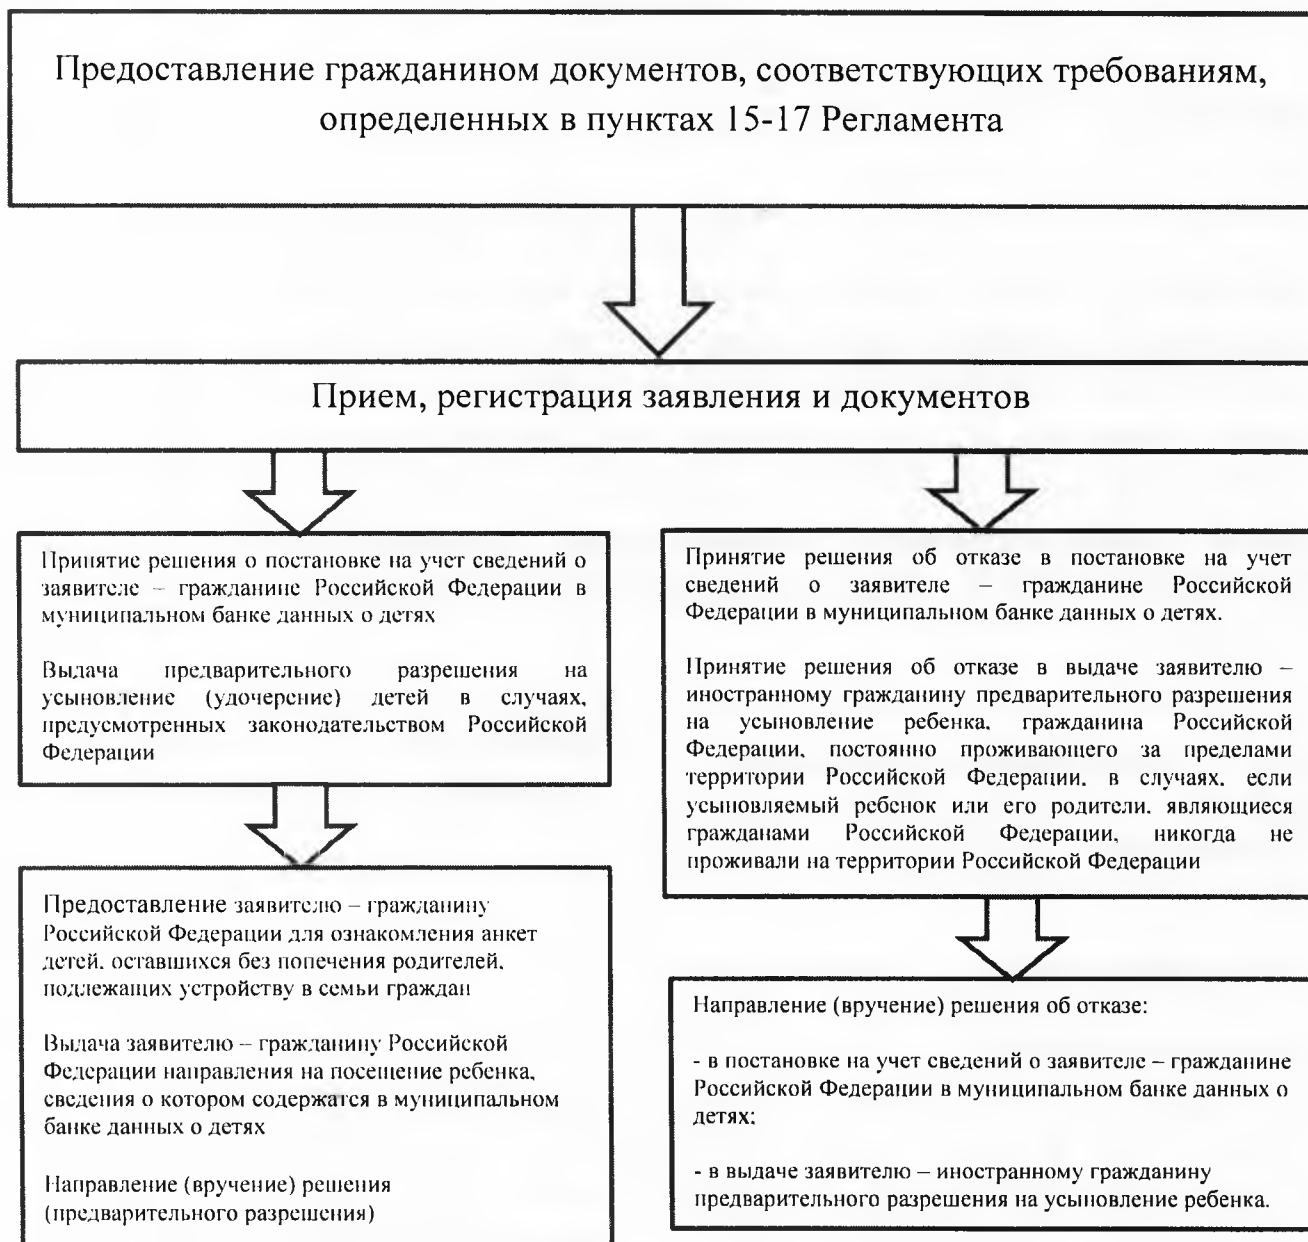 Предоставление гражданином документов, соответствующих требованиям,
определенных в пунктах 15-17 Регламента
Прием, регистрация заявления и документов
Принятие решения о постановке на учет сведений о
заявителе – гражданине Российской Федерации в
муниципальном банке данных о детях
Выдача предварительного разрешения на
усыновление (удочерение) детей в случаях,
предусмотренных законодательством Российской
Федерации
Предоставление заявителю – гражданину
Российской Федерации для ознакомления анкет
детей, оставшихся без попечения родителей,
подлежащих устройству в семьи граждан
Выдача заявителю – гражданину Российской
Федерации направления на посещение ребенка,
сведения о котором содержатся в муниципальном
банке данных о детях
Направление (вручение) решения
(предварительного разрешения)
Принятие решения об отказе в постановке на учет
сведений о заявителе – гражданине Российской
Федерации в муниципальном банке данных о детях.
Принятие решения об отказе в выдаче заявителю –
иностранному гражданину предварительного разрешения
на усыновление ребенка, гражданина Российской
Федерации, постоянно проживающего за пределами
территории Российской Федерации, в случаях, если
усыновляемый ребенок или его родители, являющиеся
гражданами Российской Федерации, никогда не
проживали на территории Российской Федерации
Направление (вручение) решения об отказе:
- в постановке на учет сведений о заявителе – гражданине
Российской Федерации в муниципальном банке данных о
детях;
- в выдаче заявителю – иностранному гражданину
предварительного разрешения на усыновление ребенка.